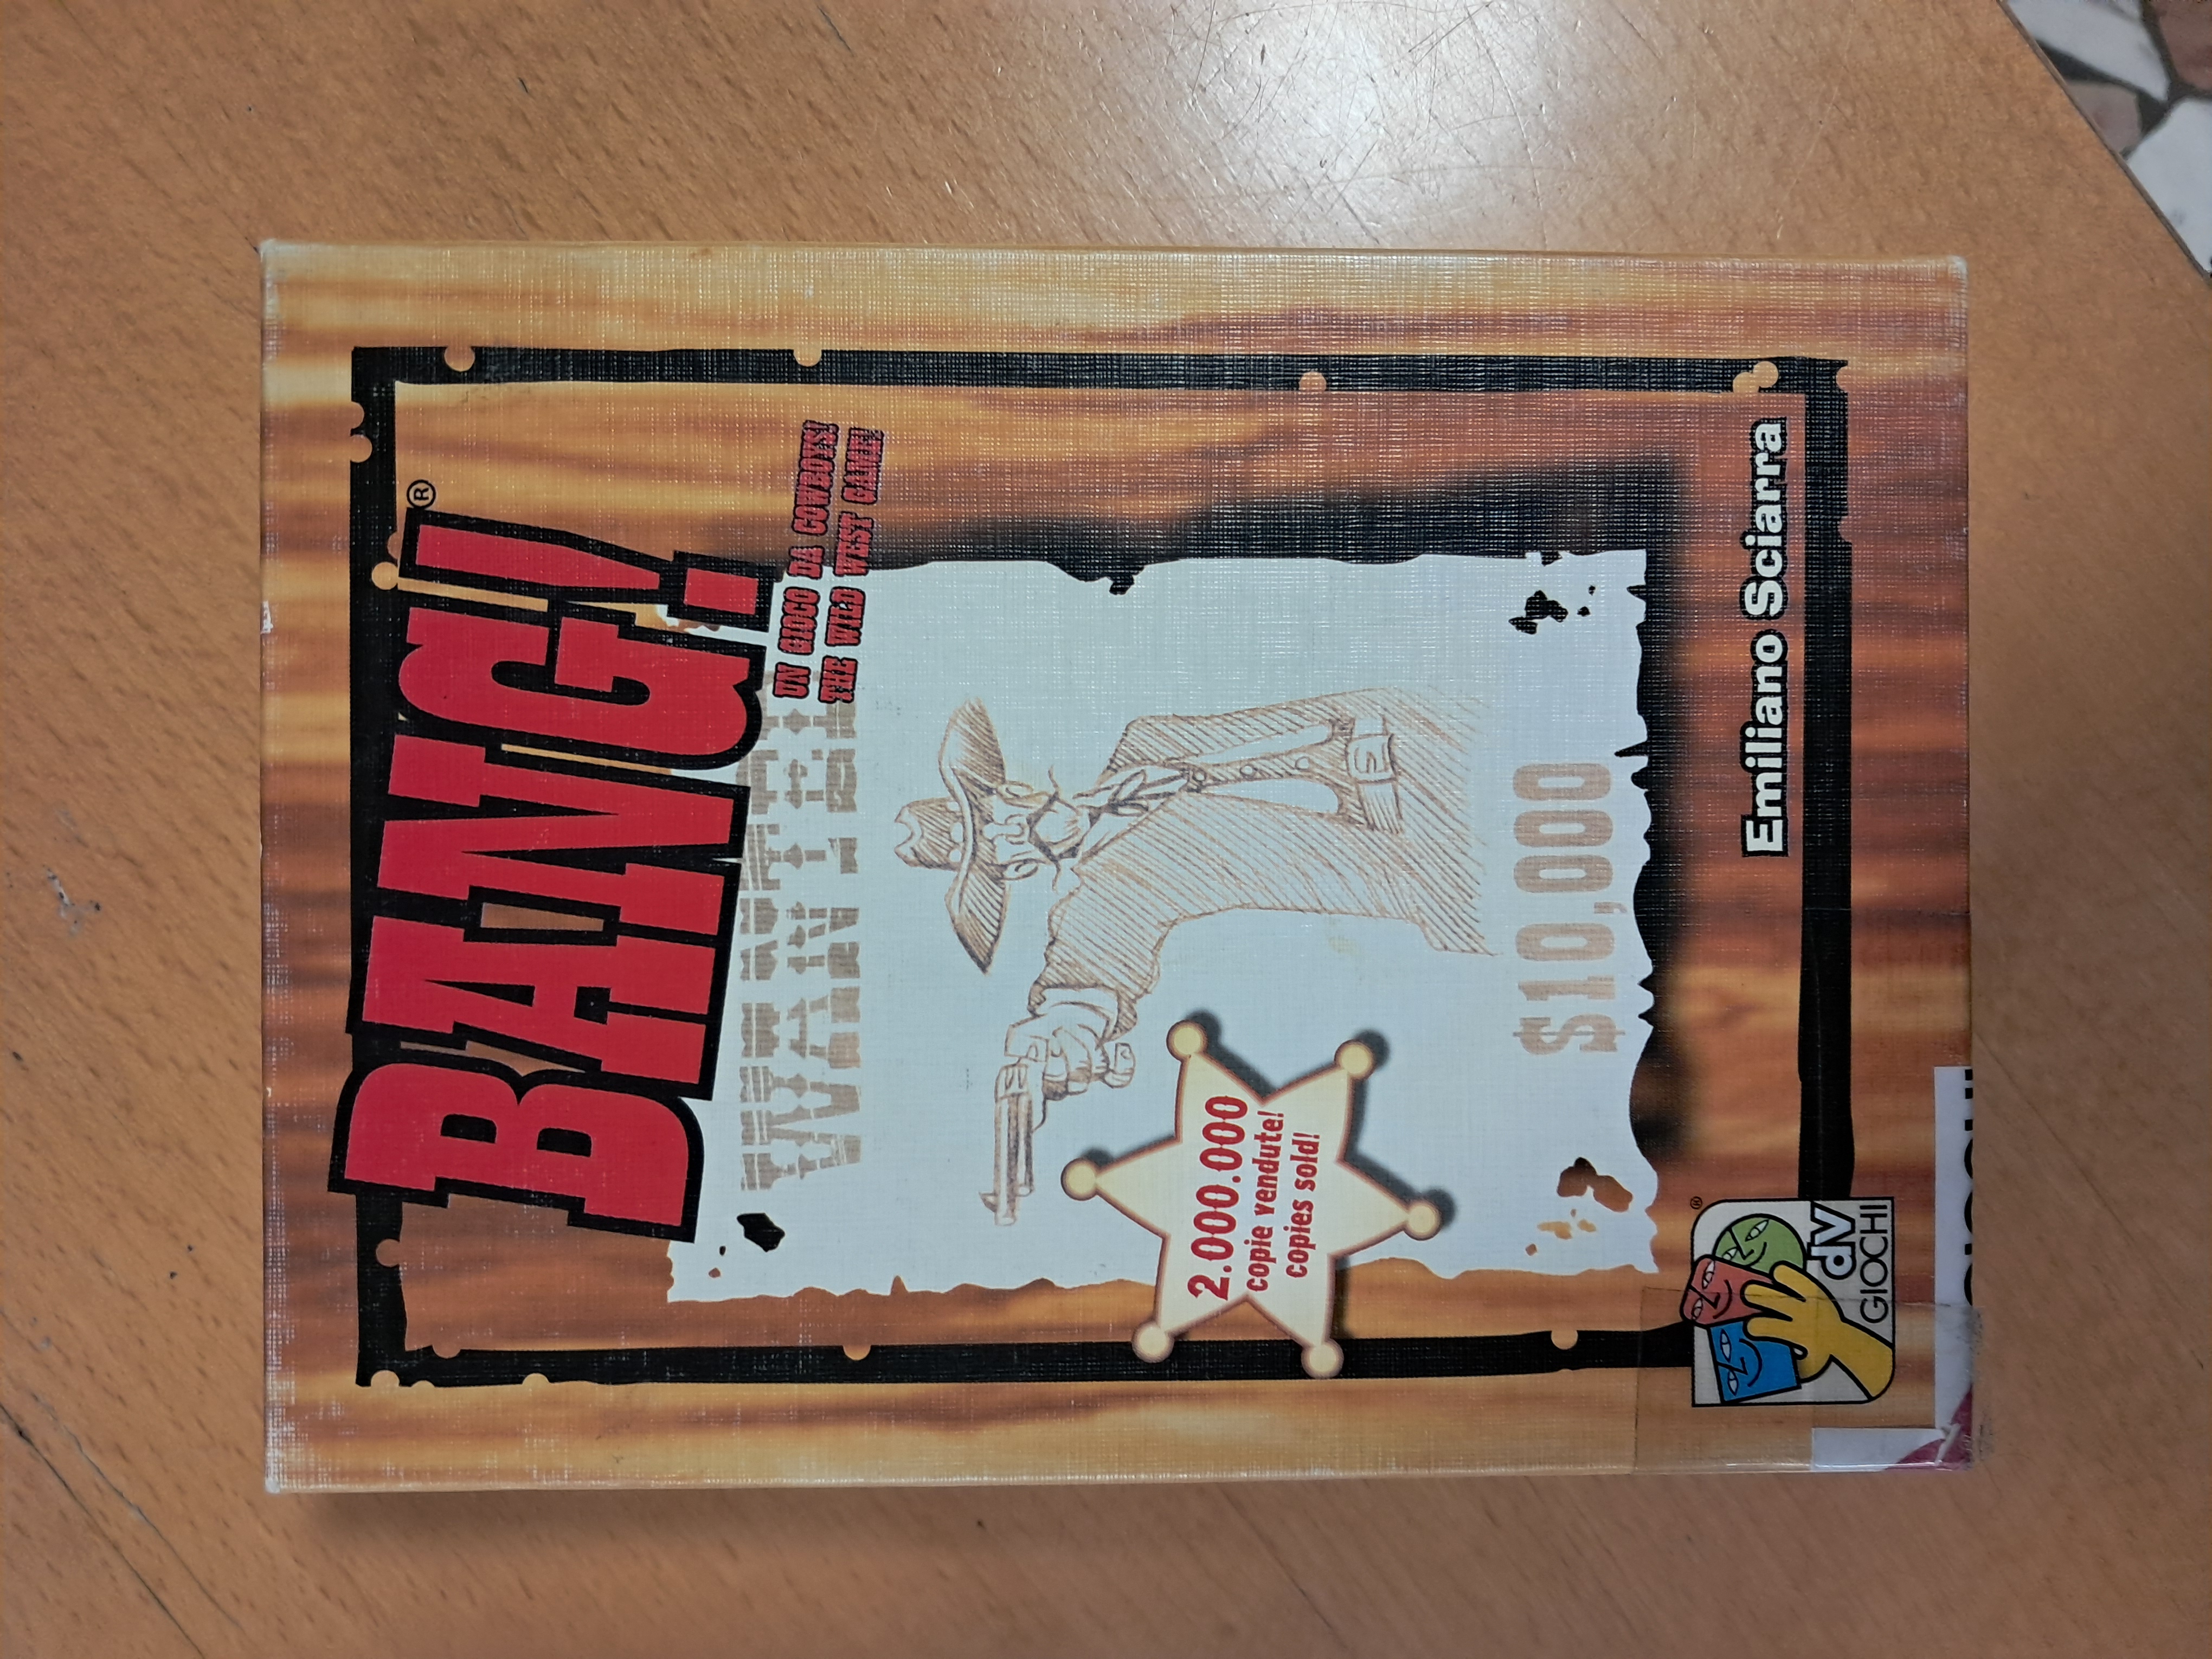 BANG!®
WANTED
UN GIOCO DA COWBOYS!
THE WILD WEST GAME!
2.000.000
copie vendute!
copies sold!
$10,000
Emiliano Sciarra
®
dV
GIOCHI